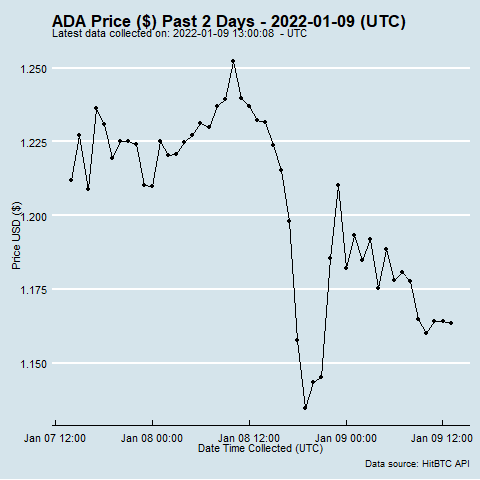 ADA Price ($) Past 2 Days - 2022-01-09 (UTC)
Latest data collected on: 2022-01-09 13:00:08  - UTC
1.250
1.225
1.200
1.175
1.150
Price USD ($)
Jan 07 12:00 Jan 08 00:00 Jan 08 12:00 Jan 09 00:00 Jan 09 12:00
Date Time Collected (UTC)
Data source: HitBTC API